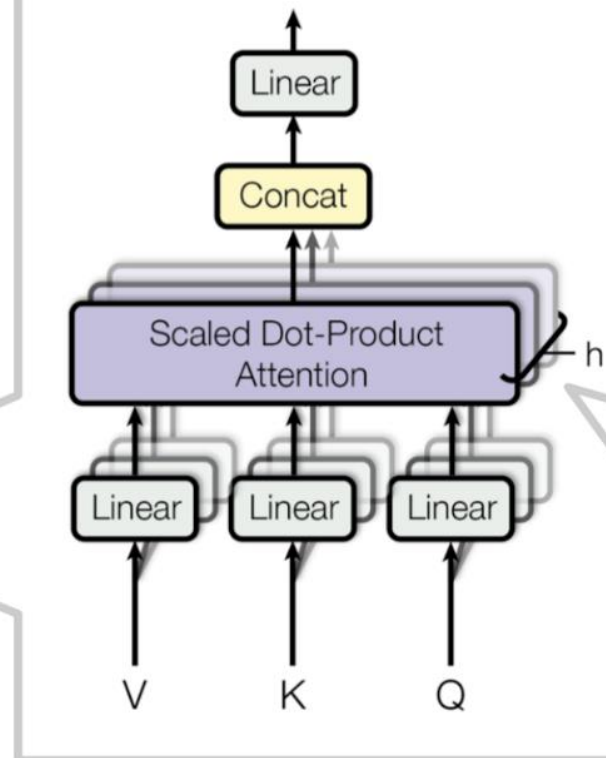 Linear
Concat
Scaled Dot-Product
Attention
h
Linear
Linear
Linear
V
K
Q